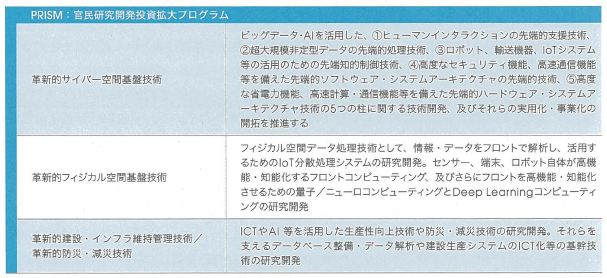 PRISM:官民研究開発投資拡大プログラム
革新的サイバー空間基盤技術
ビッグデータ・AIを活用した、①ヒューマンインタラクションの先端的支援技術、
②超大規模非定型データの先端的処理技術、③ロボット、輸送機器、IoTシステム
等の活用のための先端知的制御技術、④高度なセキュリティ機能、高速通信機能
等を備えた先端的ソフトウェア・システムアーキテクチャの先端的技術、⑤高度
な省電力機能、高速計算・通信機能等を備えた先端的ハードウェア・システムアー
キテクチャ技術の5つの柱に関する技術開発、及びそれらの実用化・事業化の
開拓を推進する
革新的フィジカル空間基盤技術
フィジカル空間データ処理技術として、情報・データをフロントで解析し、活用す
るためのIoT分散処理システムの研究開発。センサー、端末、ロボット自体が高機
能・知能化するフロントコンピューティング、及びさらにフロントを高機能・知能化
させるための量子/ニューロコンピューティングとDeep Learningコンピューティ
ングの研究開発
革新的建設・インフラ維持管理技術/
革新的防災・減災技術
ICTやAI 等を活用した生産性向上技術や防災・減災技術の研究開発。それらを
支えるデータベース整備・データ解析や建設生産システムのICT化等の基幹技
術の研究開発